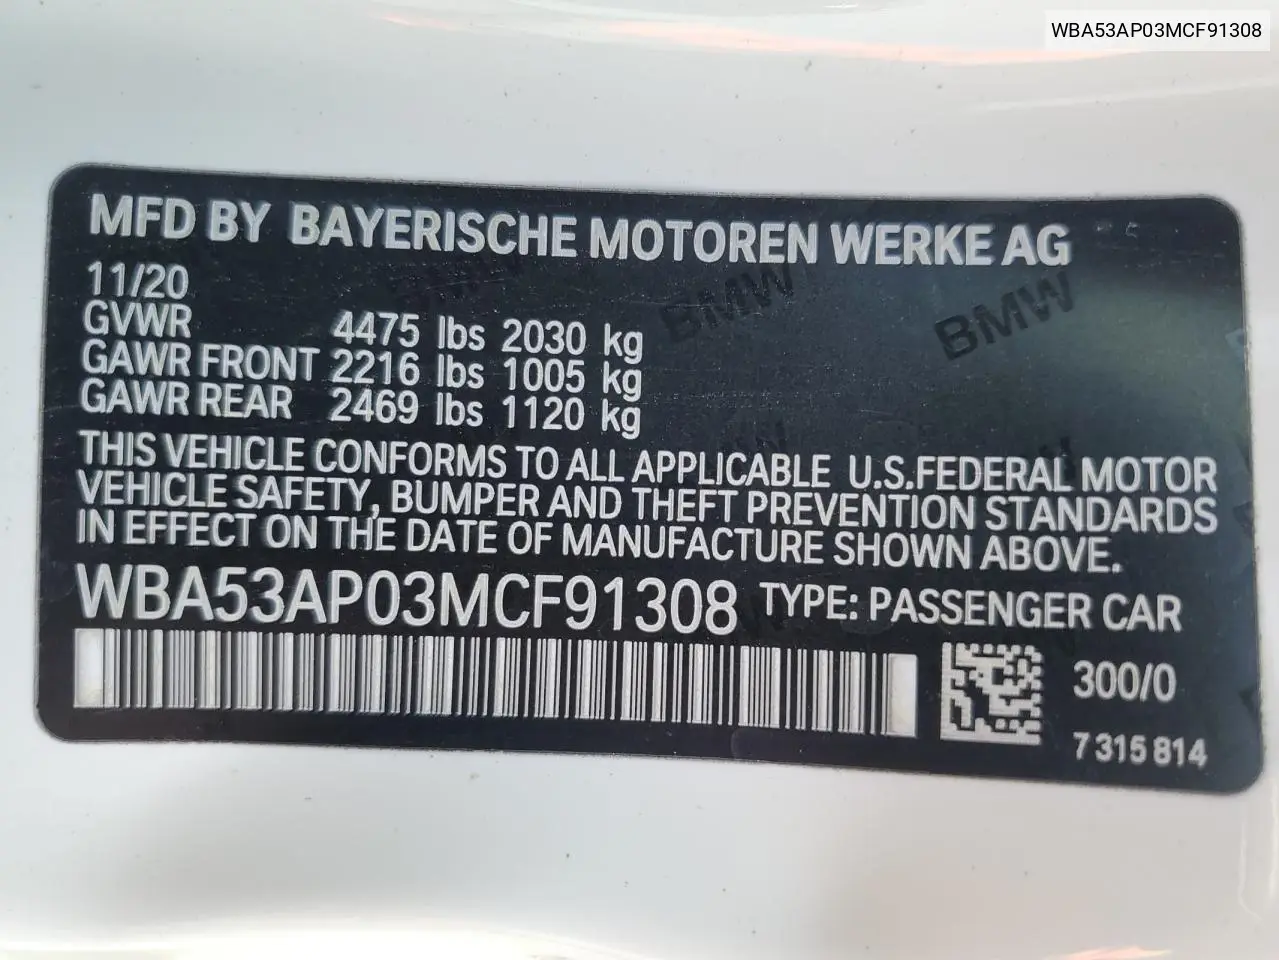 WBA53AP03MCF91308
MFD BY BAYERISCHE MOTOREN WERKE AG
11/20
GVWR 4475 lbs 2030 kg
GAWR FRONT 2216 lbs 1005 kg
GAWR REAR 2469 lbs 1120 kg
THIS VEHICLE CONFORMS TO ALL APPLICABLE U.S.FEDERAL MOTOR
VEHICLE SAFETY, BUMPER AND THEFT PREVENTION STANDARDS
IN EFFECT ON THE DATE OF MANUFACTURE SHOWN ABOVE.
WBA53AP03MCF91308 TYPE: PASSENGER CAR
300/0
7 315 814
BMW BMW BMW